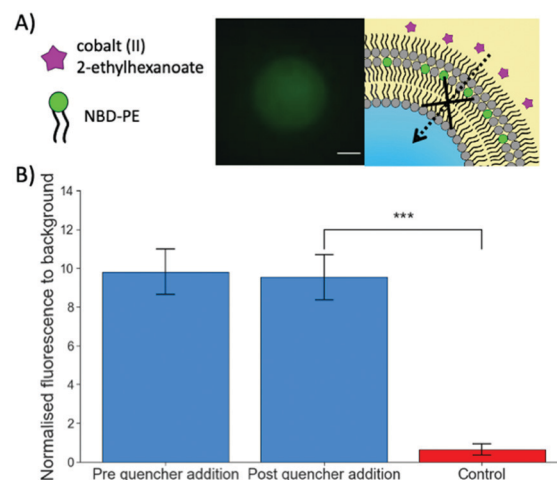 A)
cobalt (II)
2-ethylhexanoate
NBD-PE
B)
Normalised fluorescence to background
14
12
10
8
6
4
2
0
***
Pre quencher addition
Post quencher addition
Control